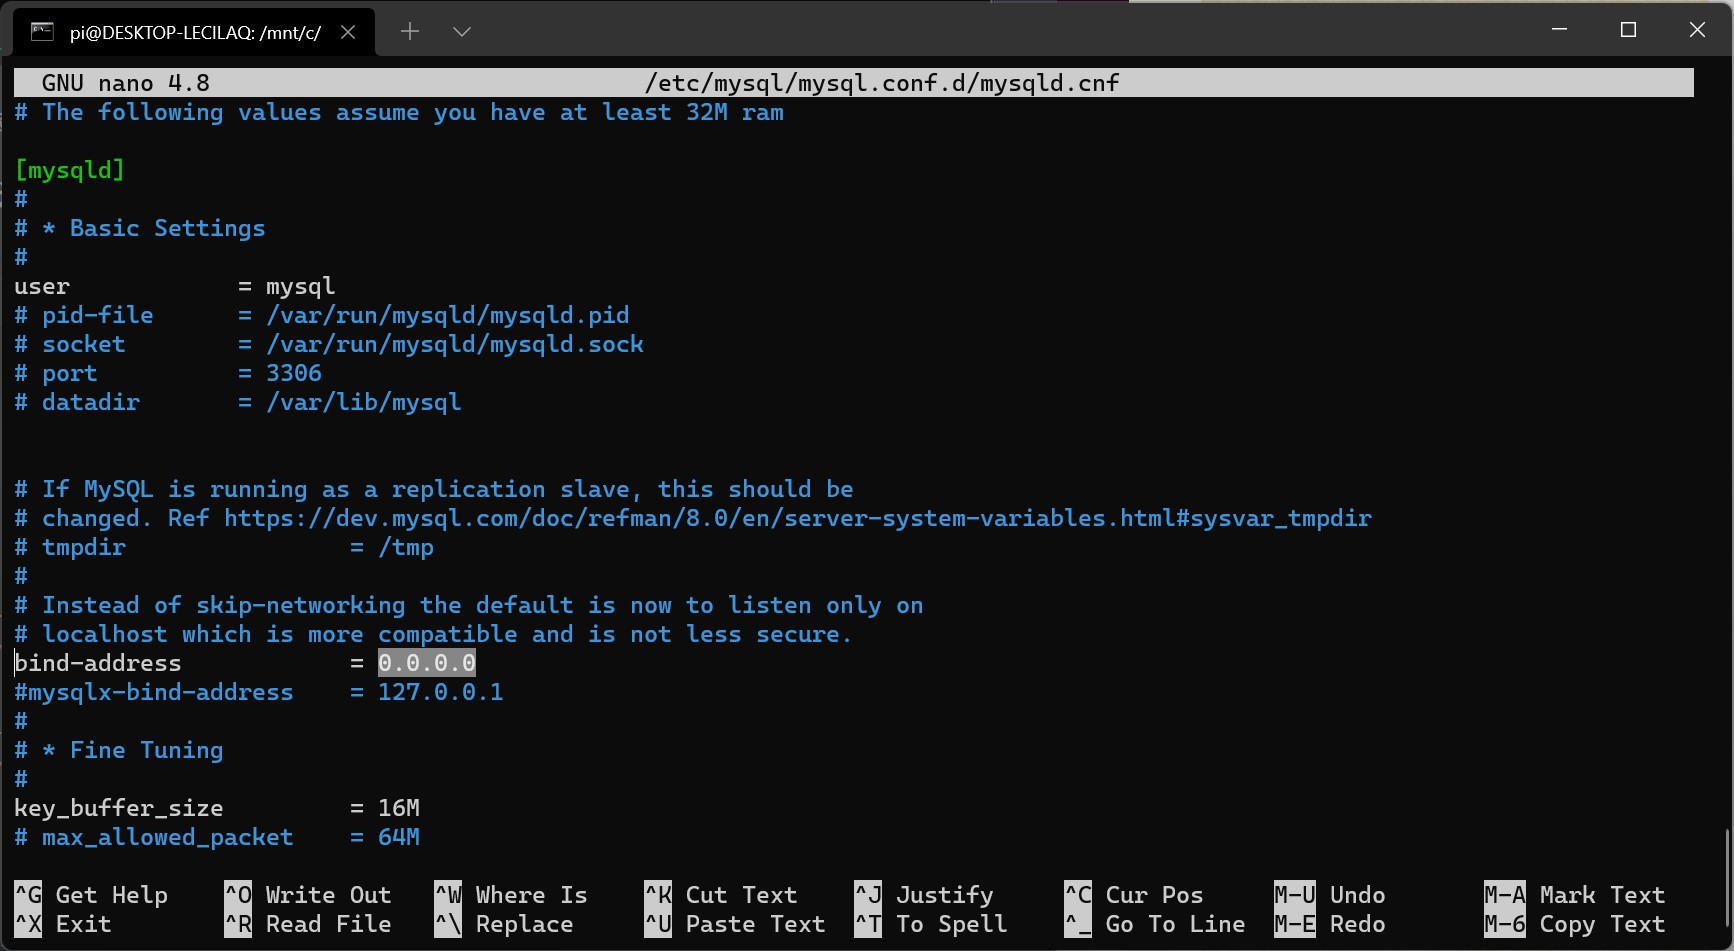 pi@DESKTOP-LECILAQ: /mnt/c/
GNU nano 4.8 /etc/mysql/mysql.conf.d/mysqld.cnf
# The following values assume you have at least 32M ram
[mysqld]
#
# * Basic Settings
#
user = mysql
# pid-file = /var/run/mysqld/mysqld.pid
# socket = /var/run/mysqld/mysqld.sock
# port = 3306
# datadir = /var/lib/mysql
# If MySQL is running as a replication slave, this should be
# changed. Ref https://dev.mysql.com/doc/refman/8.0/en/server-system-variables.html#sysvar_tmpdir
# tmpdir = /tmp
#
# Instead of skip-networking the default is now to listen only on
# localhost which is more compatible and is not less secure.
bind-address = 0.0.0.0
#mysqlx-bind-address = 127.0.0.1
#
# * Fine Tuning
#
key_buffer_size = 16M
# max_allowed_packet = 64M
^G Get Help ^O Write Out ^W Where Is ^K Cut Text ^J Justify ^C Cur Pos M-U Undo M-A Mark Text
^X Exit ^R Read File ^\ Replace ^U Paste Text ^T To Spell ^_ Go To Line M-E Redo M-6 Copy Text